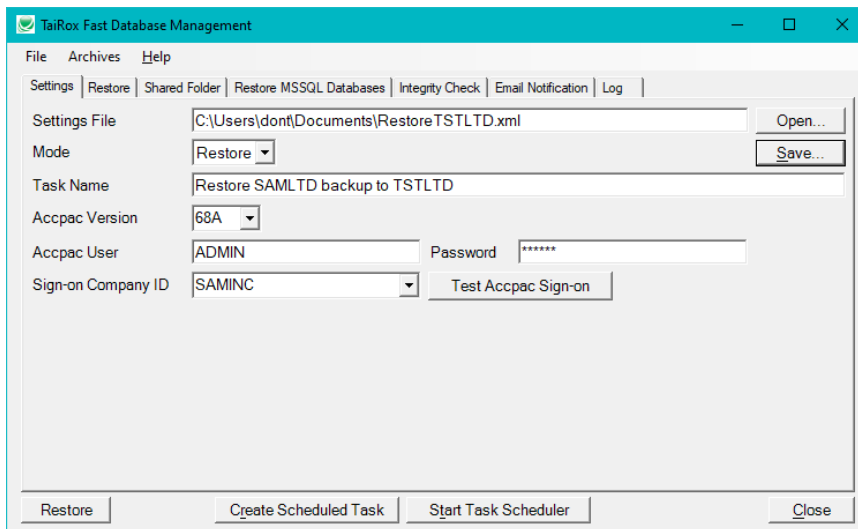 TaiRox Fast Database Management
File Archives Help
Settings Restore Shared Folder Restore MSSQL Databases Integrity Check Email Notification Log
Settings File C:\Users\dont\Documents\RestoreTSTLTD.xml Open...
Mode Restore Save...
Task Name Restore SAMLTD backup to TSTLTD
Accpac Version 68A
Accpac User ADMIN Password ******
Sign-on Company ID SAMINC Test Accpac Sign-on
Restore Create Scheduled Task Start Task Scheduler Close